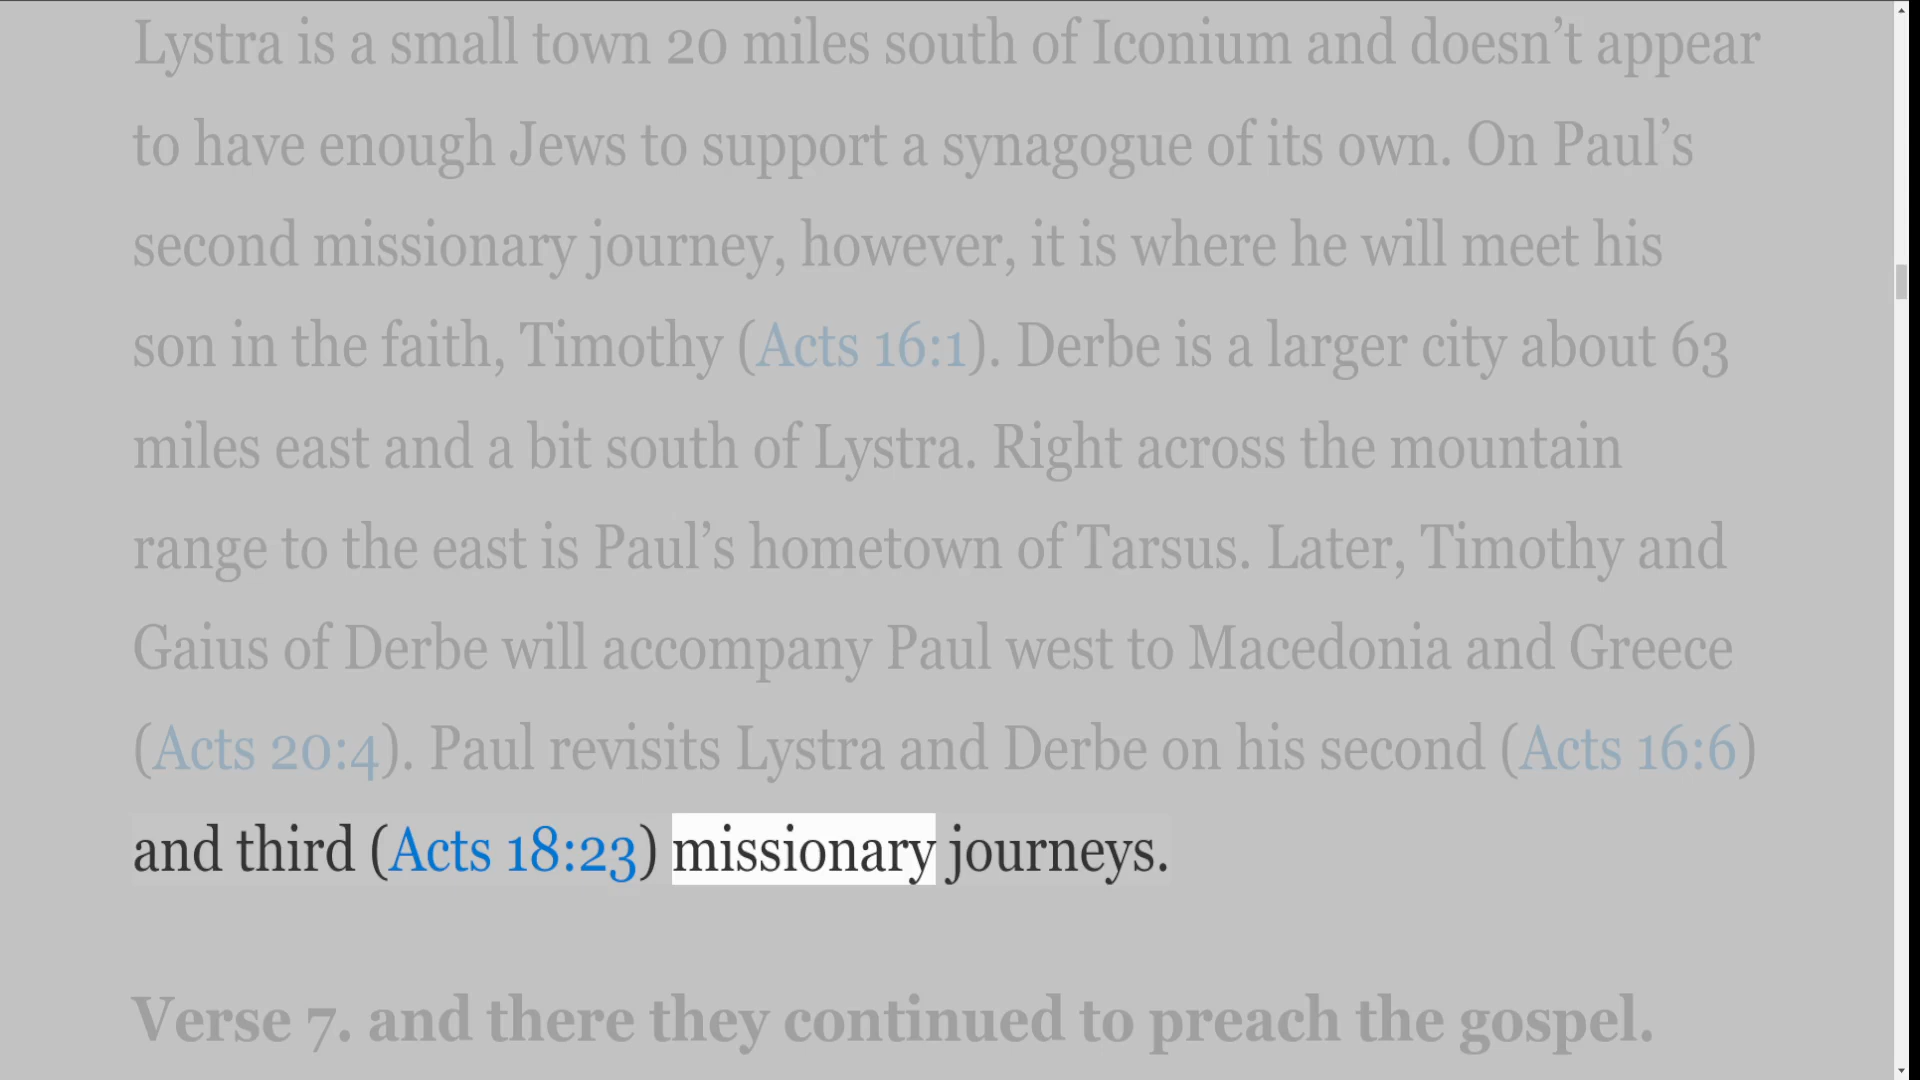 Lystra is a small town 20 miles south of Iconium and doesn’t appear
to have enough Jews to support a synagogue of its own. On Paul’s
second missionary journey, however, it is where he will meet his
son in the faith, Timothy (Acts 16:1). Derbe is a larger city about 63
miles east and a bit south of Lystra. Right across the mountain
range to the east is Paul’s hometown of Tarsus. Later, Timothy and
Gaius of Derbe will accompany Paul west to Macedonia and Greece
(Acts 20:4). Paul revisits Lystra and Derbe on his second (Acts 16:6)
and third (Acts 18:23) missionary journeys.
Verse 7. and there they continued to preach the gospel.